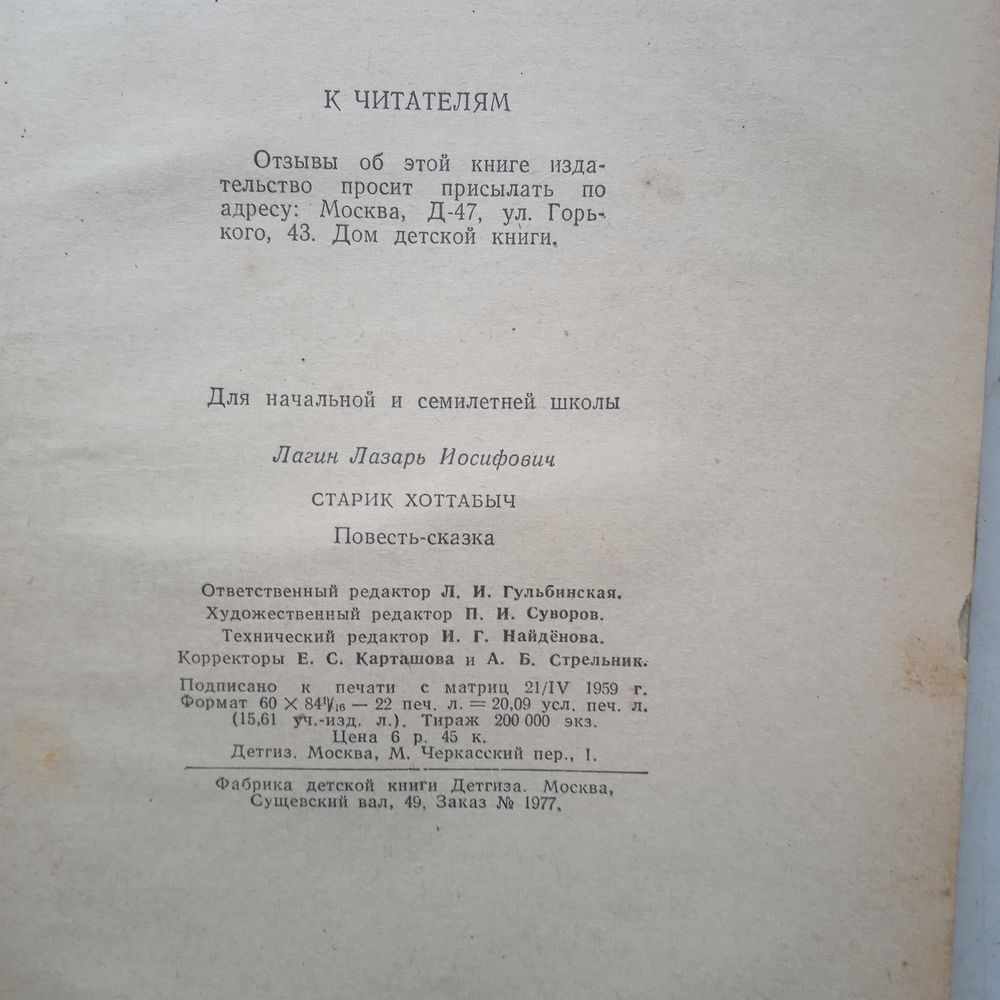 К ЧИТАТЕЛЯМ
Отзывы об этой книге изда-
тельство просит присылать по
адресу: Москва, Д-47, ул. Горь-
кого, 43. Дом детской книги.
Для начальной и семилетней школы
Лагин Лазарь Иосифович
СТАРИК ХОТТАБЫЧ
Повесть-сказка
Ответственный редактор Л. И. Гульбинская.
Художественный редактор П. И. Суворов.
Технический редактор И. Г. Найдёнова.
Корректоры Е. С. Карташова и А. Б. Стрельник.
Подписано к печати с матриц 21/IV 1959 г.
Формат 60 × 84 1/16 — 22 печ. л. = 20,09 усл. печ. л.
(15,61 уч.-изд. л.). Тираж 200 000 экз.
Цена 6 р. 45 к.
Детгиз. Москва, М. Черкасский пер., 1.
Фабрика детской книги Детгиза. Москва,
Сущевский вал, 49. Заказ № 1977.